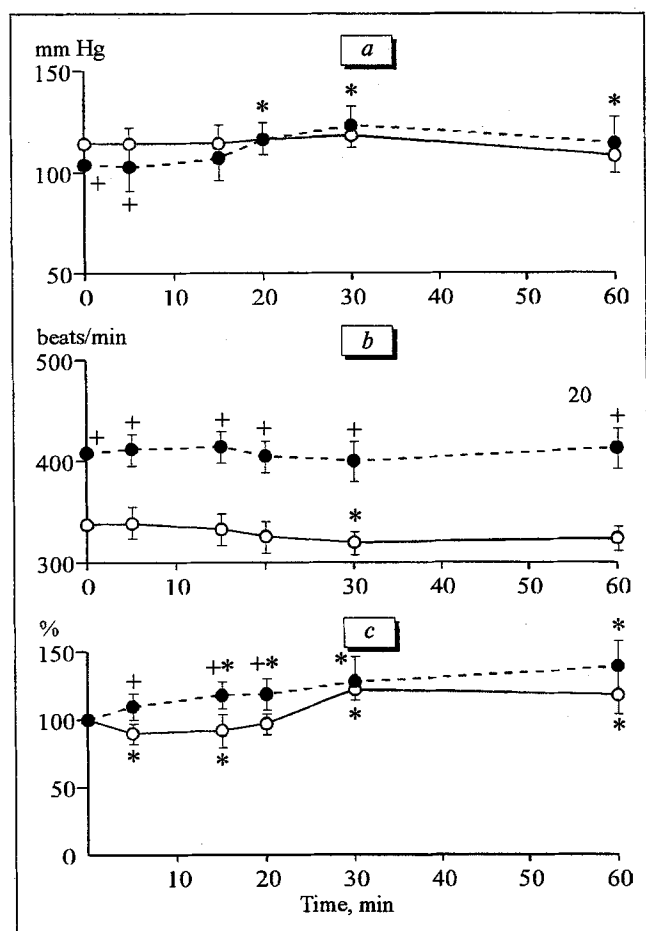 a
mm Hg
150
* * *
100
+
+
50
0 10 20 30 40 50 60
b
beats/min
500
20
+ + + + + +
400
*
300
0 10 20 30 40 50 60
c
%
150
+ +* +* * *
100
* * * *
50
0
10 20 30 40 50 60
Time, min